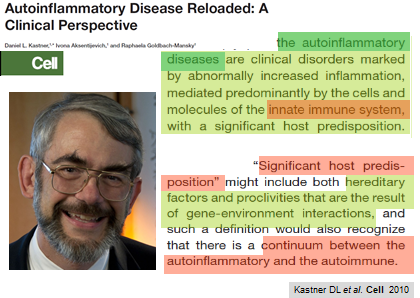 Autoinflammatory Disease Reloaded: A
Clinical Perspective
Daniel L. Kastner,1,* Ivona Aksentijevich,1 and Raphaela Goldbach-Mansky1
Cell
the autoinflammatory
diseases are clinical disorders marked
by abnormally increased inflammation,
mediated predominantly by the cells and
molecules of the innate immune system,
with a significant host predisposition.
“Significant host predis-
position” might include both hereditary
factors and proclivities that are the result
of gene-environment interactions, and
such a definition would also recognize
that there is a continuum between the
autoinflammatory and the autoimmune.
Kastner DL et al. Cell 2010